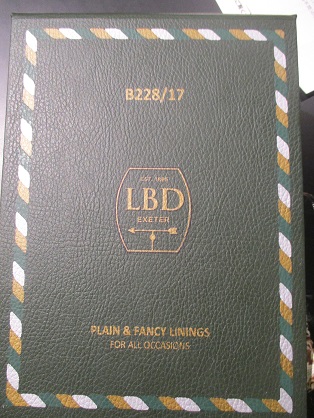 B228/17
EST. 1895
LBD
EXETER
PLAIN & FANCY LININGS
FOR ALL OCCASIONS